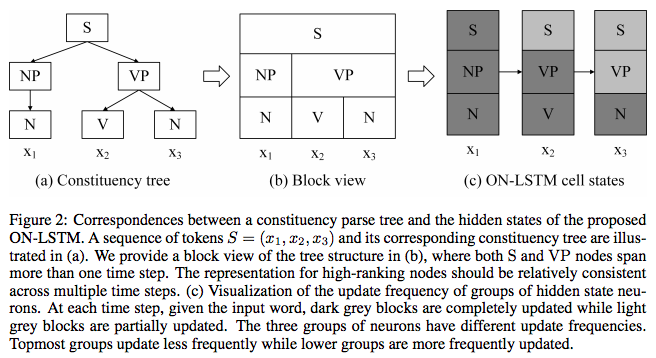 S
S S S S
NP VP NP VP NP VP VP
N V N N V N N V N
x1 x2 x3 x1 x2 x3 x1 x2 x3
(a) Constituency tree (b) Block view (c) ON-LSTM cell states
Figure 2: Correspondences between a constituency parse tree and the hidden states of the proposed
ON-LSTM. A sequence of tokens S = (x1, x2, x3) and its corresponding constituency tree are illus-
trated in (a). We provide a block view of the tree structure in (b), where both S and VP nodes span
more than one time step. The representation for high-ranking nodes should be relatively consistent
across multiple time steps. (c) Visualization of the update frequency of groups of hidden state neu-
rons. At each time step, given the input word, dark grey blocks are completely updated while light
grey blocks are partially updated. The three groups of neurons have different update frequencies.
Topmost groups update less frequently while lower groups are more frequently updated.